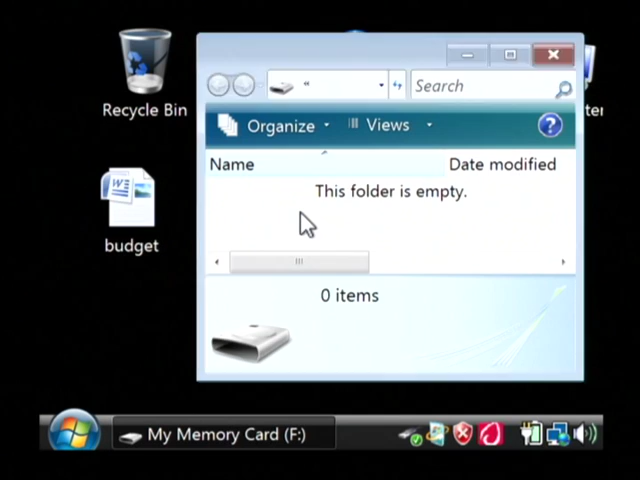 Recycle Bin
budget
«
Search
Organize
Views
?
Name
Date modified
This folder is empty.
0 items
My Memory Card (F:)